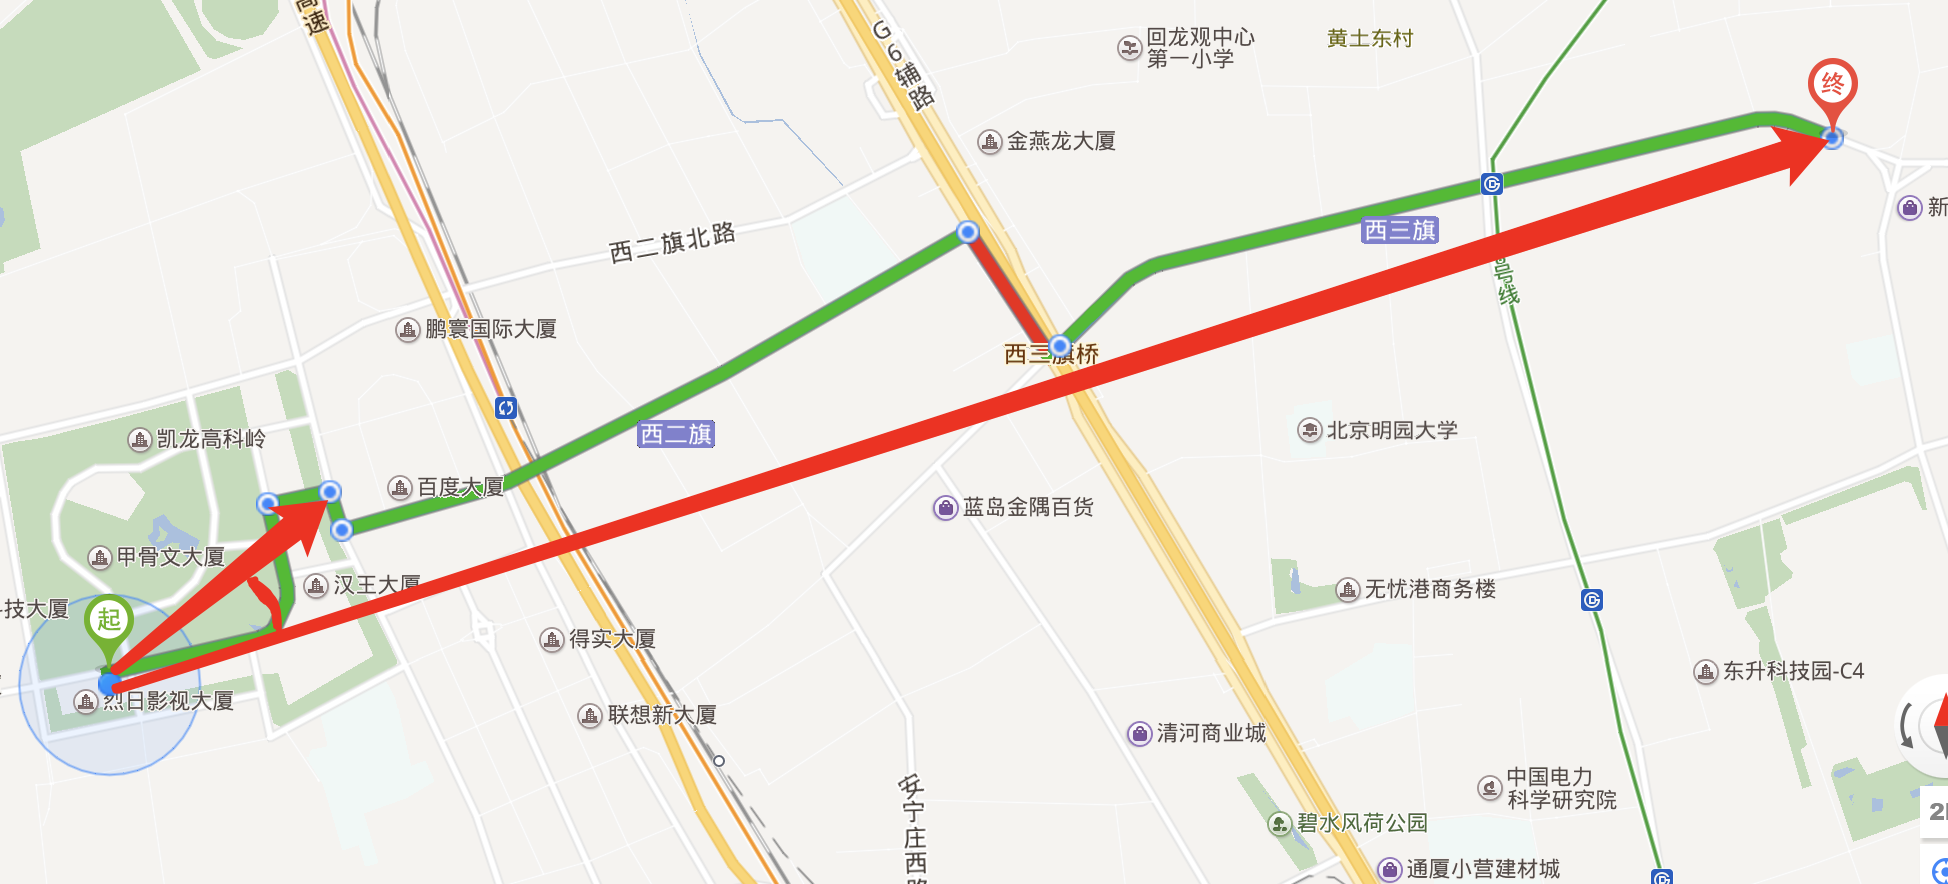 高速
G6辅路
回龙观中心
第一小学
黄土东村
终
金燕龙大厦
西二旗北路
西三旗
新
号线
鹏寰国际大厦
西三旗桥
西二旗
北京明园大学
凯龙高科岭
百度大厦
蓝岛金隅百货
甲骨文大厦
汉王大厦
无忧港商务楼
技大厦
起
得实大厦
东升科技园-C4
烈日影视大厦
联想新大厦
清河商业城
安宁庄西路
中国电力
科学研究院
碧水风荷公园
通厦小营建材城